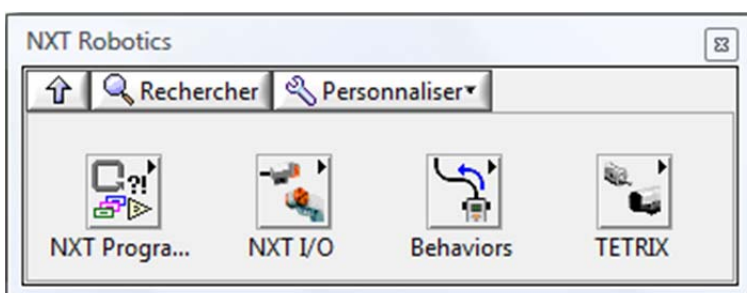 NXT Robotics
Rechercher Personnaliser
?!
NXT Progra... NXT I/O Behaviors TETRIX